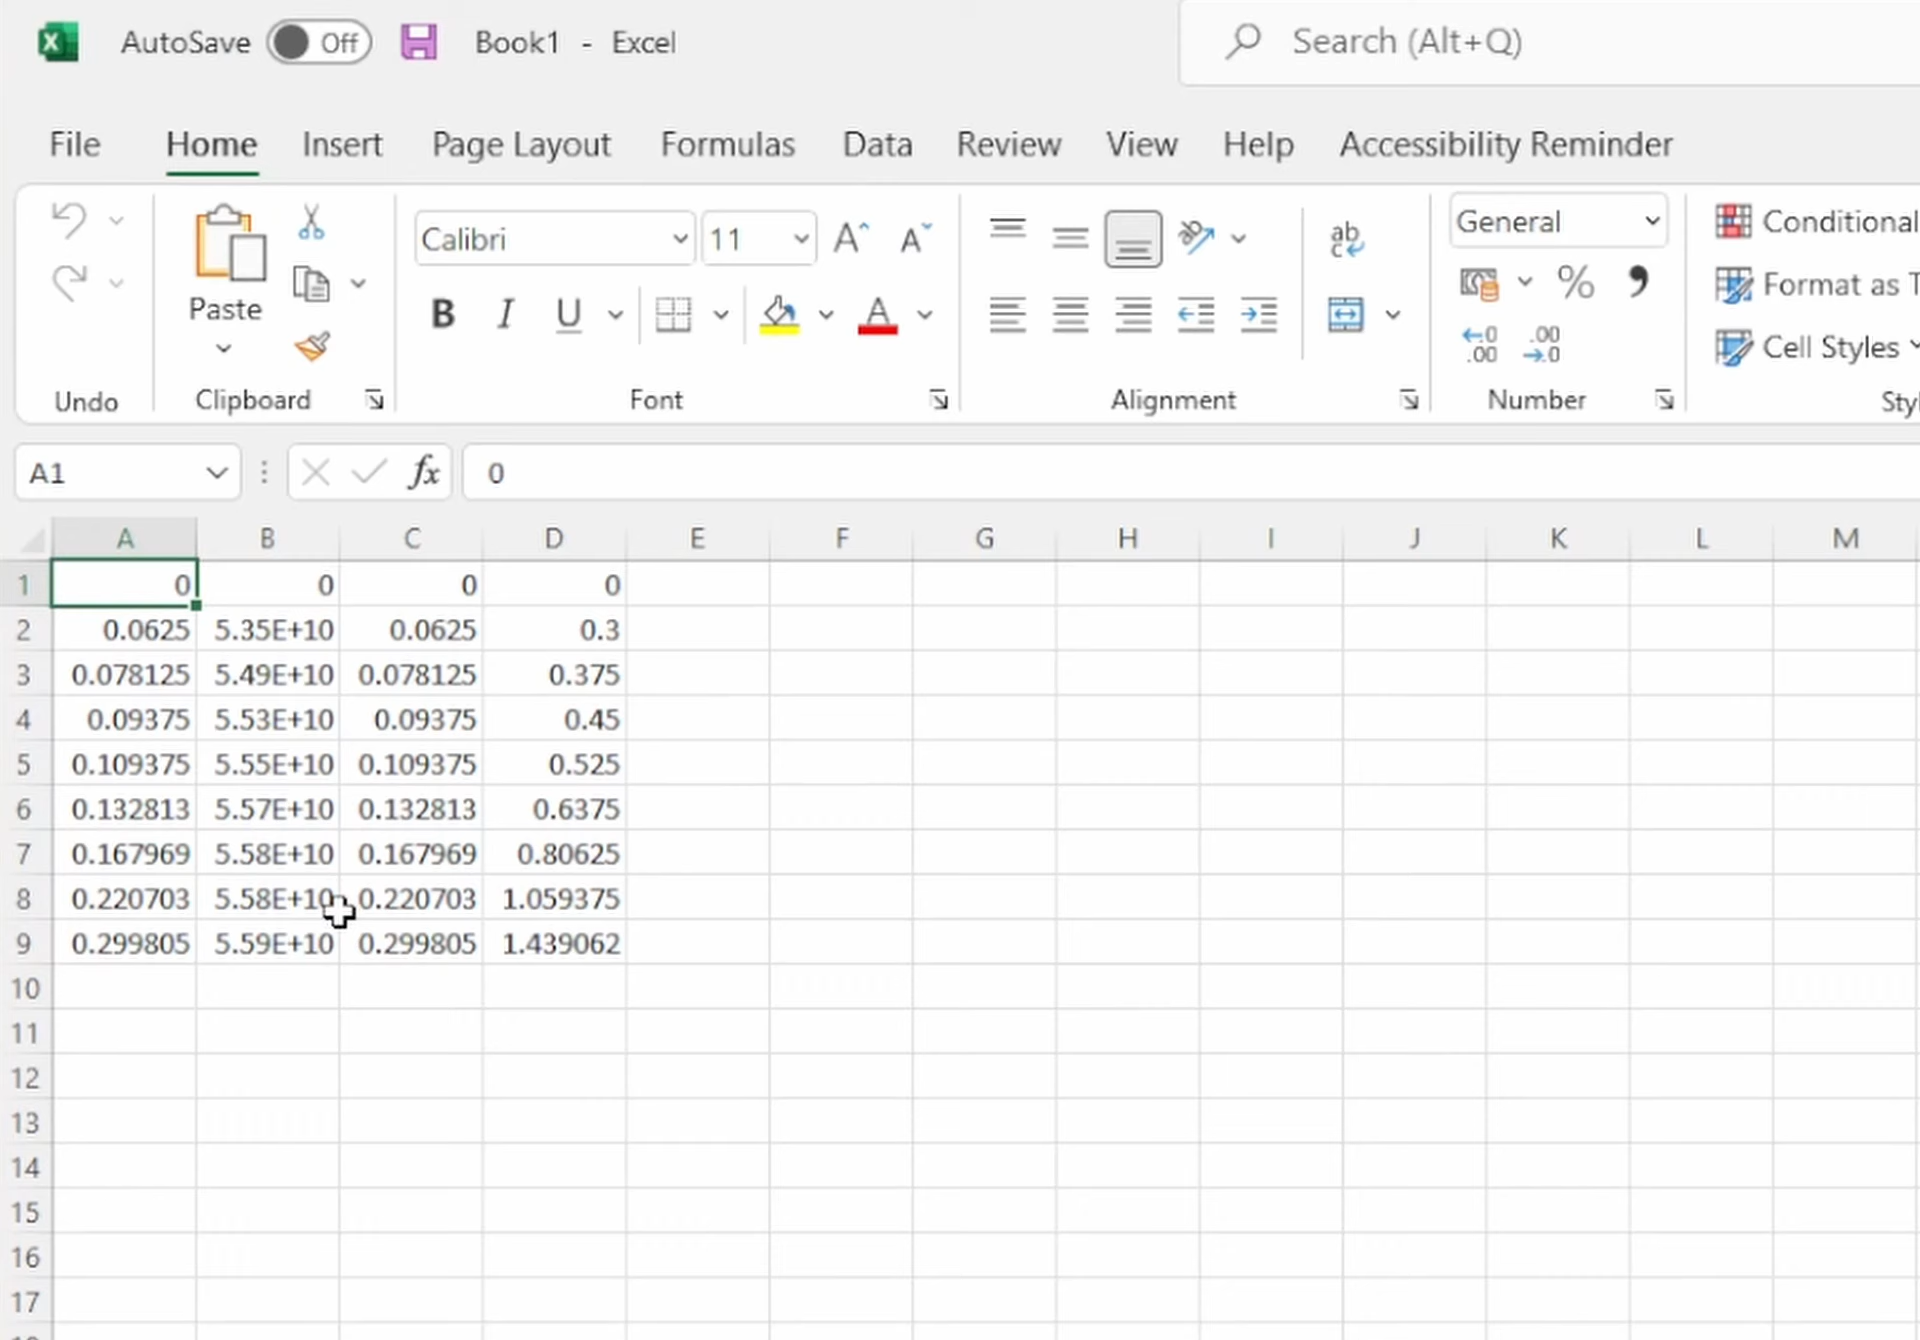 AutoSave Off Book1 - Excel Search (Alt+Q)
File Home Insert Page Layout Formulas Data Review View Help Accessibility Reminder
Calibri 11 General Conditional
Paste Format as T
B I U Cell Styles
Undo Clipboard Font Alignment Number Styl
A1 fx 0
A B C D E F G H I J K L M
1 0 0 0 0
2 0.0625 5.35E+10 0.0625 0.3
3 0.078125 5.49E+10 0.078125 0.375
4 0.09375 5.53E+10 0.09375 0.45
5 0.109375 5.55E+10 0.109375 0.525
6 0.132813 5.57E+10 0.132813 0.6375
7 0.167969 5.58E+10 0.167969 0.80625
8 0.220703 5.58E+10 0.220703 1.059375
9 0.299805 5.59E+10 0.299805 1.439062
10
11
12
13
14
15
16
17